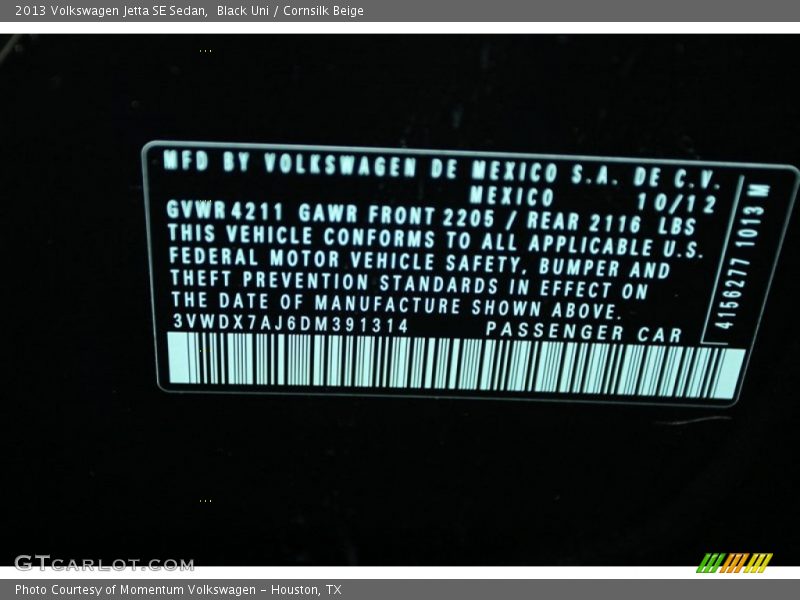 2013 Volkswagen Jetta SE Sedan,  Black Uni / Cornsilk Beige
MFD BY VOLKSWAGEN DE MEXICO S.A. DE C.V.
MEXICO 10/12
GVWR 4211 GAWR FRONT 2205 / REAR 2116 LBS
THIS VEHICLE CONFORMS TO ALL APPLICABLE U.S.
FEDERAL MOTOR VEHICLE SAFETY, BUMPER AND
THEFT PREVENTION STANDARDS IN EFFECT ON
THE DATE OF MANUFACTURE SHOWN ABOVE.
3VWDX7AJ6DM391314 PASSENGER CAR
4156277 1013 M
GTCARLOT.COM
Photo Courtesy of Momentum Volkswagen - Houston, TX